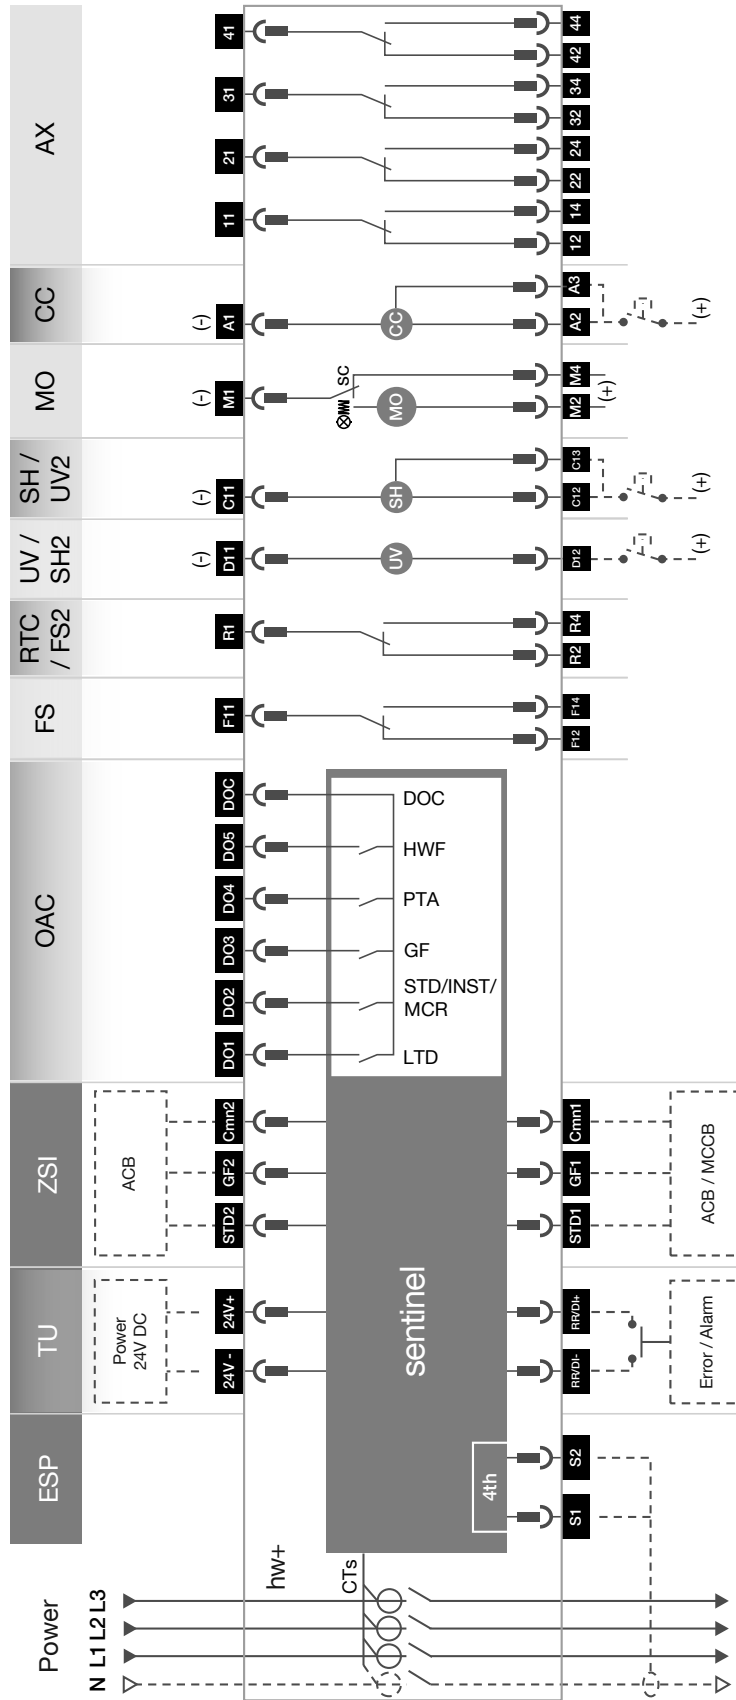 AX
41
31
21
11
44
42
34
32
24
22
14
12
CC
(-)
A1
CC
A3
A2
(+)
MO
(-)
M1
SC
MO
M4
M2
(+)
SH /
UV2
(-)
C11
SH
C13
C12
(+)
UV /
SH2
(-)
D11
UV
D12
(+)
RTC
/ FS2
R1
R4
R2
FS
F11
F14
F12
OAC
DOC
DO5
DO4
DO3
DO2
DO1
DOC
HWF
PTA
GF
STD/INST/
MCR
LTD
ZSI
ACB
Cmn2
GF2
STD2
Cmn1
GF1
STD1
ACB / MCCB
TU
Power
24V DC
24V+
24V -
sentinel
RR/DI+
RR/DI-
Error / Alarm
ESP
4th
S2
S1
Power
N L1 L2 L3
hw+
CTs